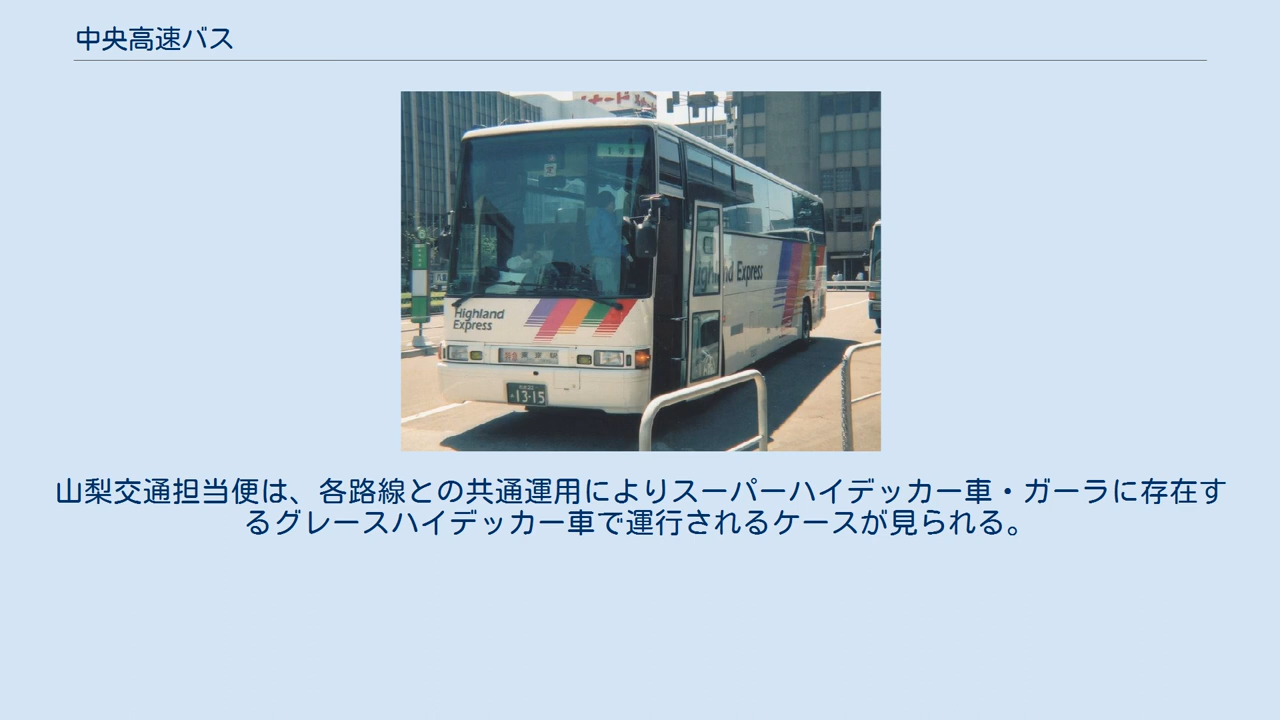 中央高速バス
Highland
Express
Express
13-15
山梨交通担当便は、各路線との共通運用によりスーパーハイデッカー車・ガーラに存在す
るグレースハイデッカー車で運行されるケースが見られる。